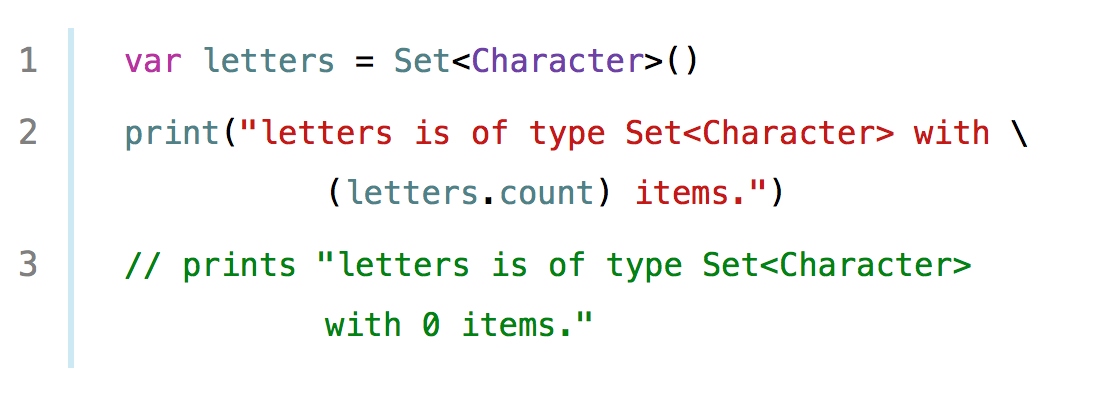 1 var letters = Set<Character>()
2 print("letters is of type Set<Character> with \
(letters.count) items.")
3 // prints "letters is of type Set<Character>
with 0 items."